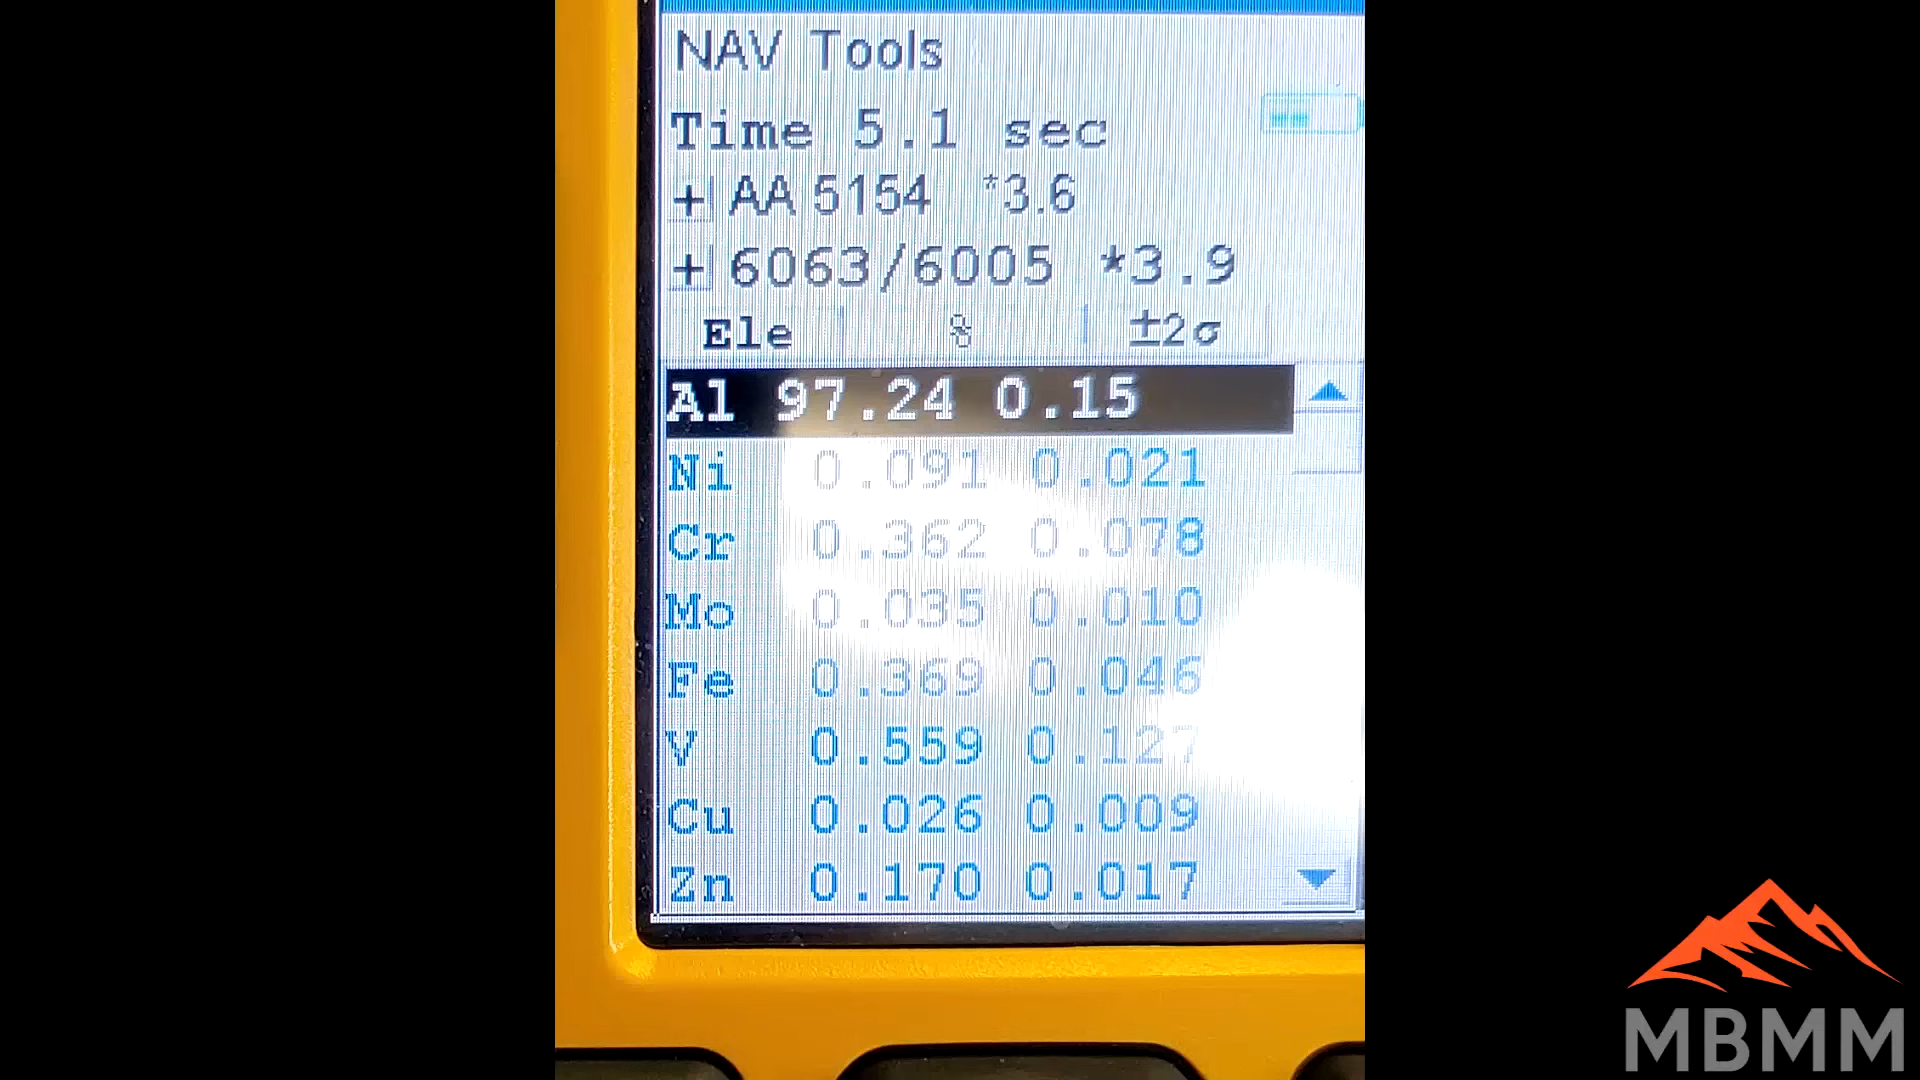 NAV Tools
Time 5.1 sec
+ AA 5154 *3.6
+ 6063/6005 *3.9
Ele % ±2σ
Al 97.24 0.15
Ni 0.091 0.021
Cr 0.362 0.078
Mo 0.035 0.010
Fe 0.369 0.046
V 0.559 0.127
Cu 0.026 0.009
Zn 0.170 0.017
MBMM